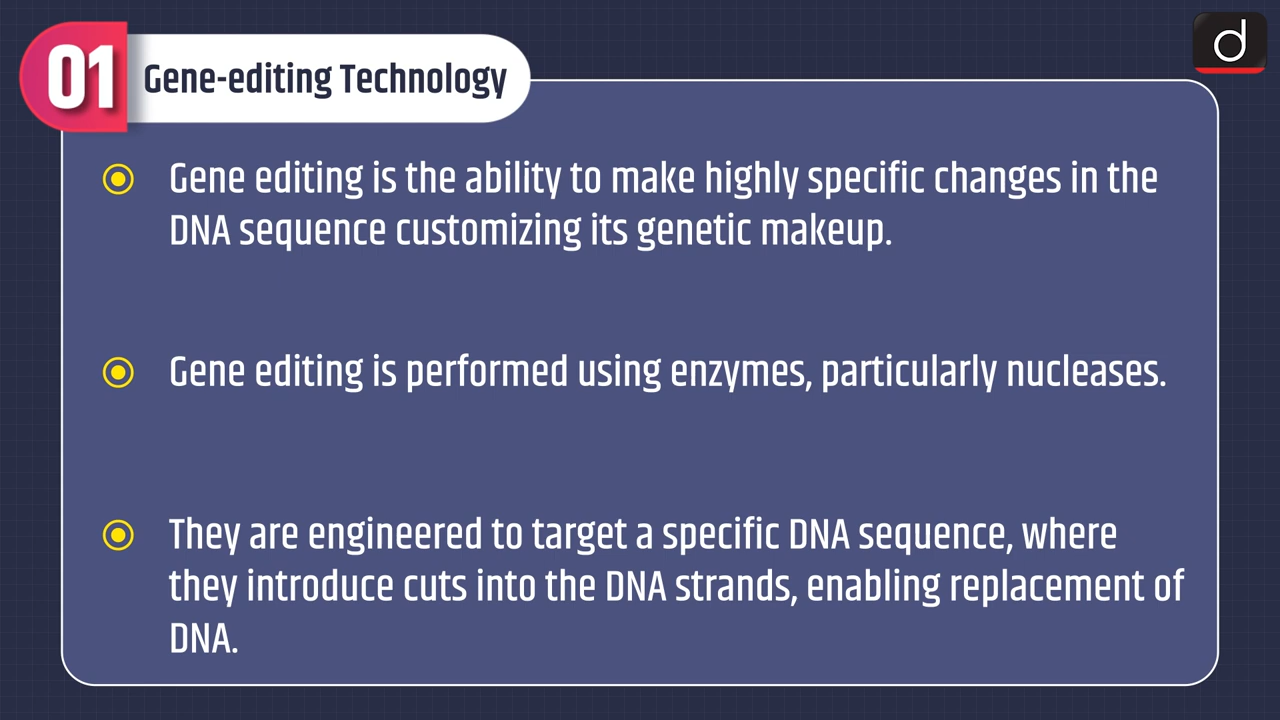 01
Gene-editing Technology
d
Gene editing is the ability to make highly specific changes in the
DNA sequence customizing its genetic makeup.
Gene editing is performed using enzymes, particularly nucleases.
They are engineered to target a specific DNA sequence, where
they introduce cuts into the DNA strands, enabling replacement of
DNA.